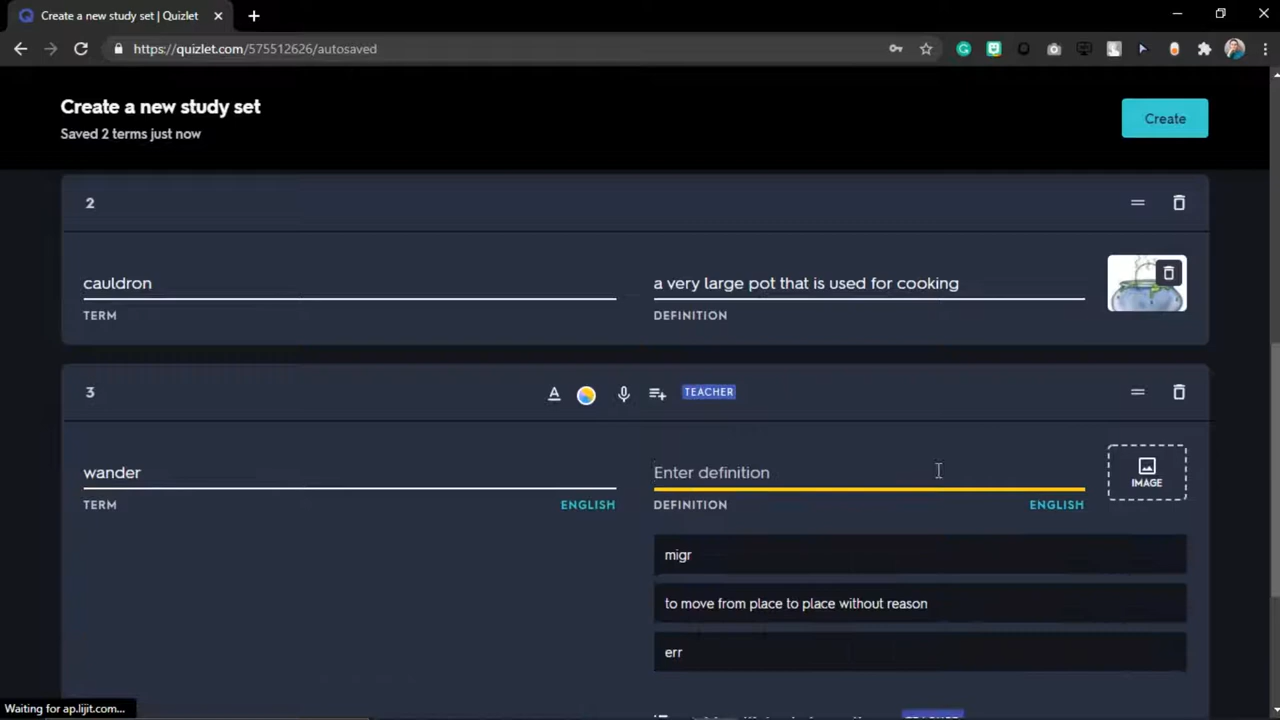 Create a new study set | Quizlet
https://quizlet.com/575512626/autosaved
Create a new study set
Saved 2 terms just now
Create
2
cauldron
a very large pot that is used for cooking
TERM
DEFINITION
3
TEACHER
wander
Enter definition
IMAGE
TERM
ENGLISH
DEFINITION
ENGLISH
migr
to move from place to place without reason
err
Waiting for ap.lijit.com...